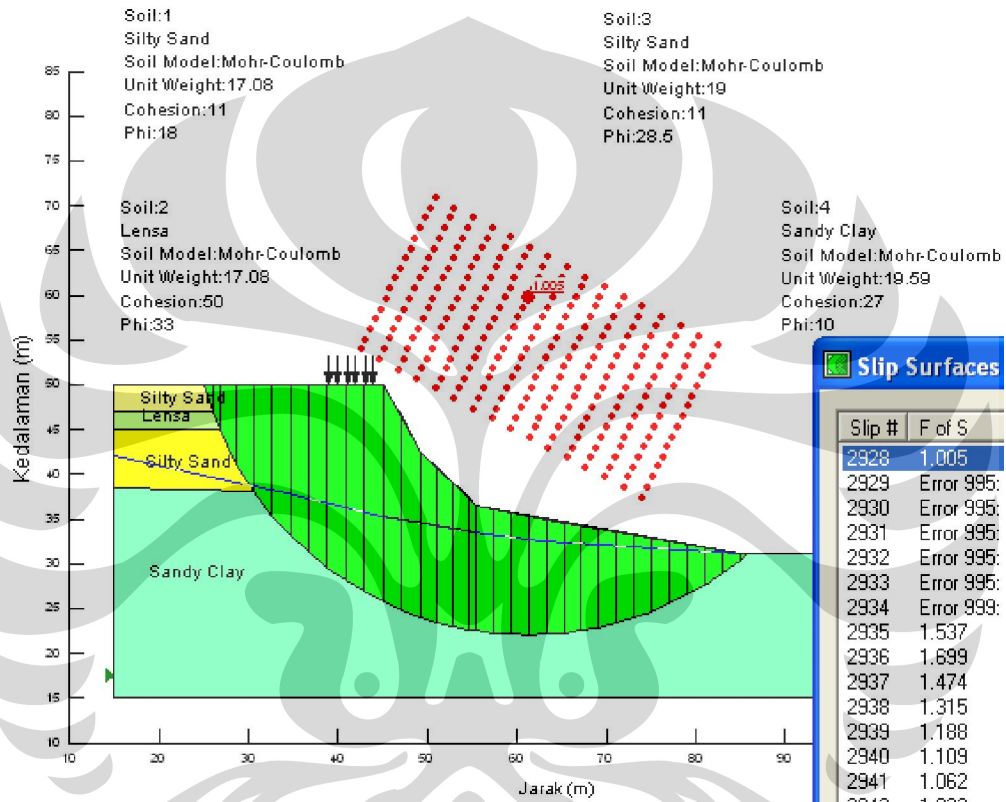 Soil:1
Silty Sand
Soil Model:Mohr-Coulomb
Unit Weight:17.08
Cohesion:11
Phi:18
Soil:3
Silty Sand
Soil Model:Mohr-Coulomb
Unit Weight:19
Cohesion:11
Phi:28.5
Soil:2
Lensa
Soil Model:Mohr-Coulomb
Unit Weight:17.08
Cohesion:50
Phi:33
Soil:4
Sandy Clay
Soil Model:Mohr-Coulomb
Unit Weight:19.59
Cohesion:27
Phi:10
1.005
85
80
75
70
65
60
55
50
45
40
35
30
25
20
15
10
Kedalaman (m)
Silty Sand
Lensa
Silty Sand
Sandy Clay
10 20 30 40 50 60 70 80 90
Jarak (m)
Slip Surfaces
Slip # F of S
2928 1.005
2929 Error 995:
2930 Error 995:
2931 Error 995:
2932 Error 995:
2933 Error 995:
2934 Error 999:
2935 1.537
2936 1.699
2937 1.474
2938 1.315
2939 1.188
2940 1.109
2941 1.062